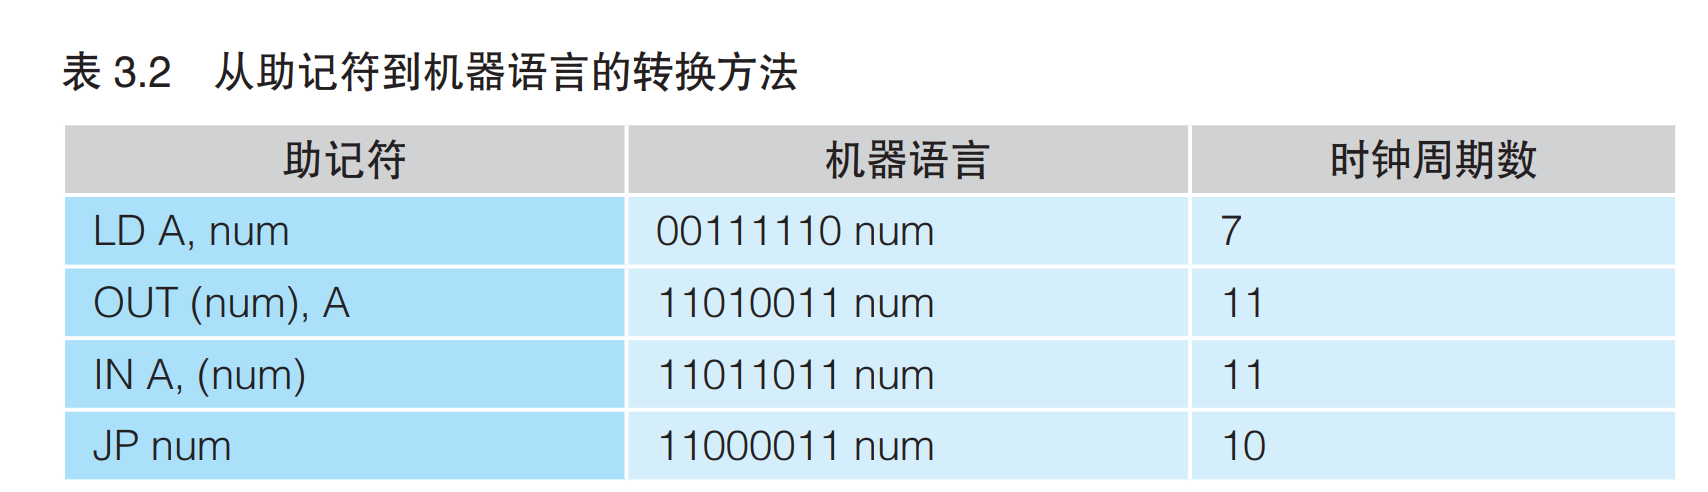 表 3.2 从助记符到机器语言的转换方法
助记符 机器语言 时钟周期数
LD A, num 00111110 num 7
OUT (num), A 11010011 num 11
IN A, (num) 11011011 num 11
JP num 11000011 num 10